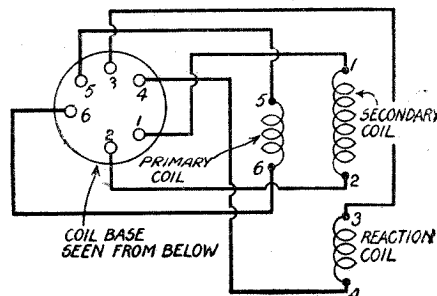 1
3
5
4
5
SECONDARY
COIL
6
1
2
PRIMARY
COIL
6
2
3
COIL BASE
SEEN FROM BELOW
REACTION
COIL
4